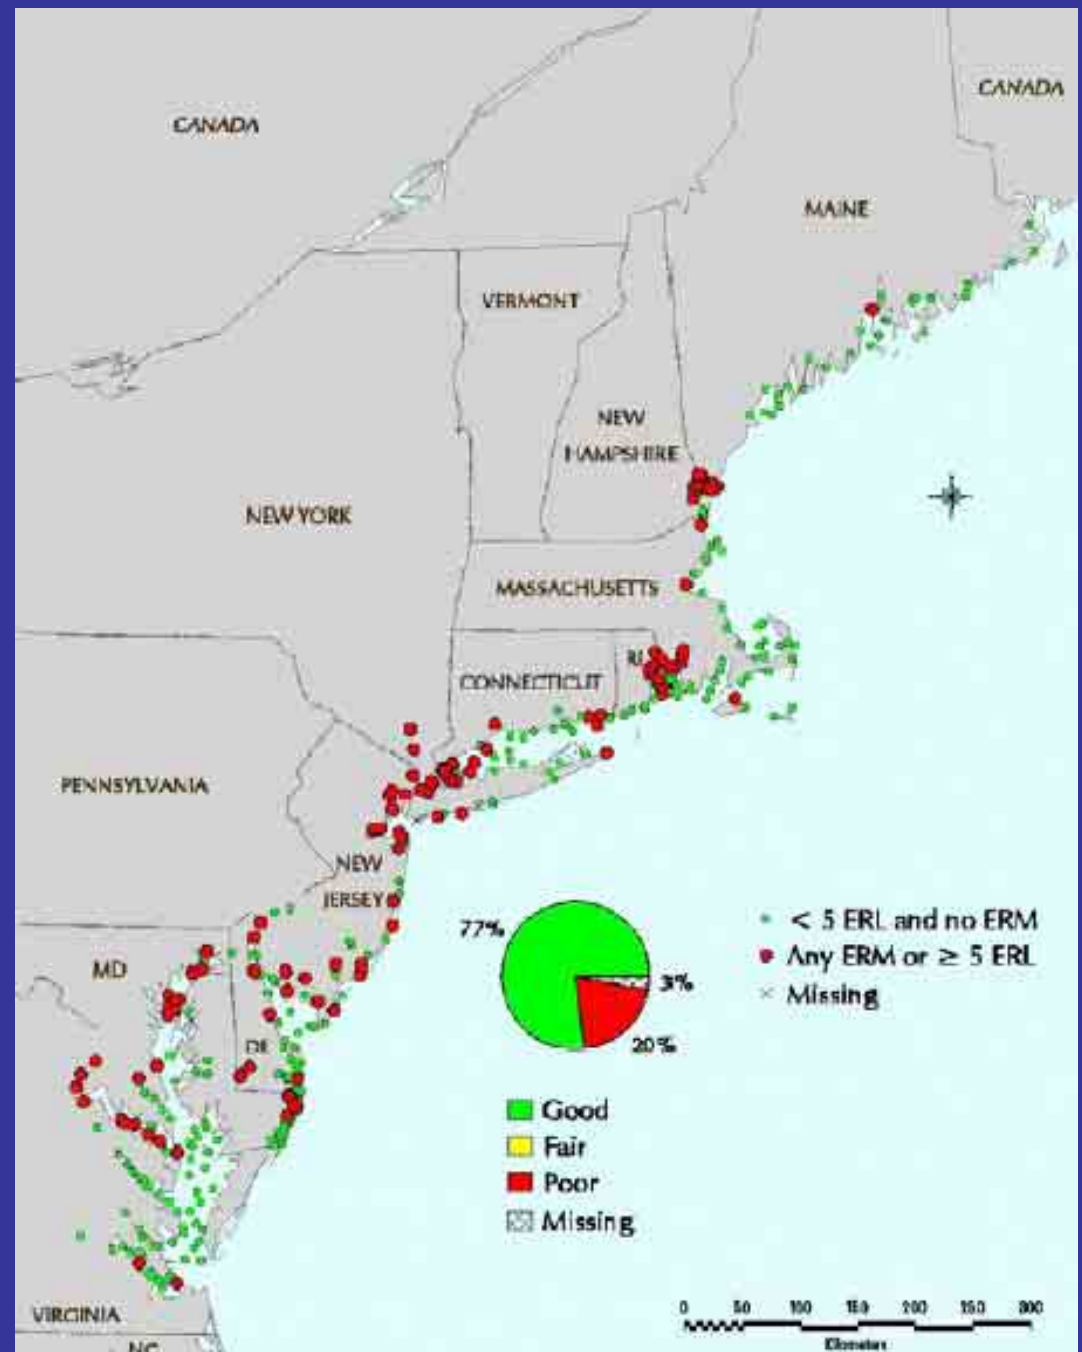 CANADA
CANADA
MAINE
VERMONT
NEW
HAMPSHIRE
NEW YORK
MASSACHUSETTS
RI
CONNECTICUT
PENNSYLVANIA
NEW
JERSEY
77%
< 5 ERL and no ERM
Any ERM or ≥ 5 ERL
Missing
MD
3%
20%
DE
Good
Fair
Poor
Missing
0 50 100 150 200 250 300
Kilometers
VIRGINIA
NC